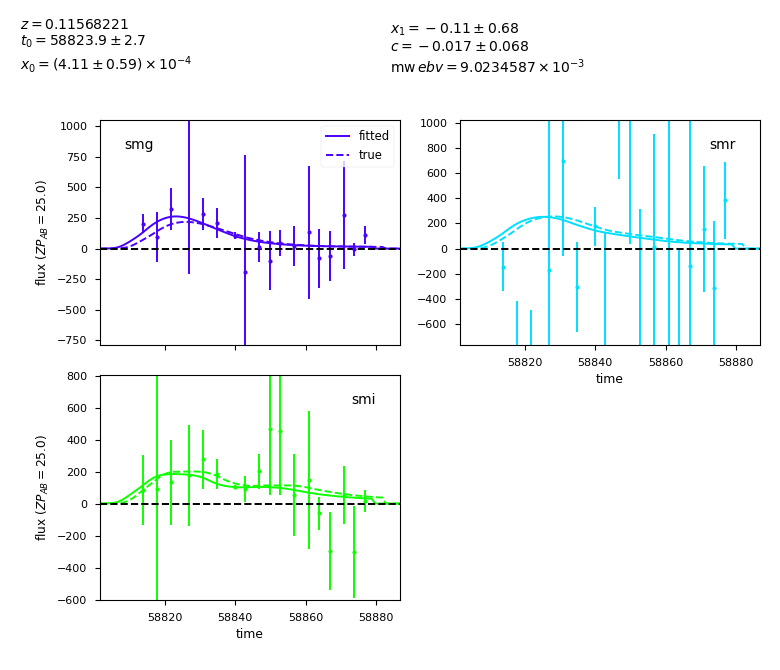 z = 0.11568221
t₀ = 58823.9 ± 2.7
x₀ = (4.11 ± 0.59) × 10⁻⁴
x₁ = −0.11 ± 0.68
c = −0.017 ± 0.068
mw ebv = 9.0234587 × 10⁻³
smg
fitted
true
1000
750
500
250
0
−250
−500
−750
flux (ZP_AB = 25.0)
smr
1000
800
600
400
200
0
−200
−400
−600
58820 58840 58860 58880
time
smi
800
600
400
200
0
−200
−400
−600
flux (ZP_AB = 25.0)
58820 58840 58860 58880
time